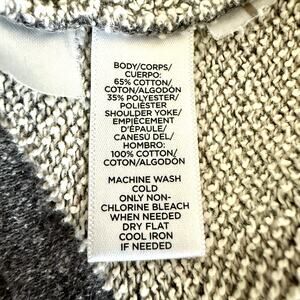 BODY/CORPS/
CUERPO:
65% COTTON/
COTON/ALGODÓN
35% POLYESTER/
POLIÉSTER
SHOULDER YOKE/
EMPIÈCEMENT
D'ÉPAULE/
CANESÚ DEL/
HOMBRO:
100% COTTON/
COTON/ALGODÓN
MACHINE WASH
COLD
ONLY NON-
CHLORINE BLEACH
WHEN NEEDED
DRY FLAT
COOL IRON
IF NEEDED